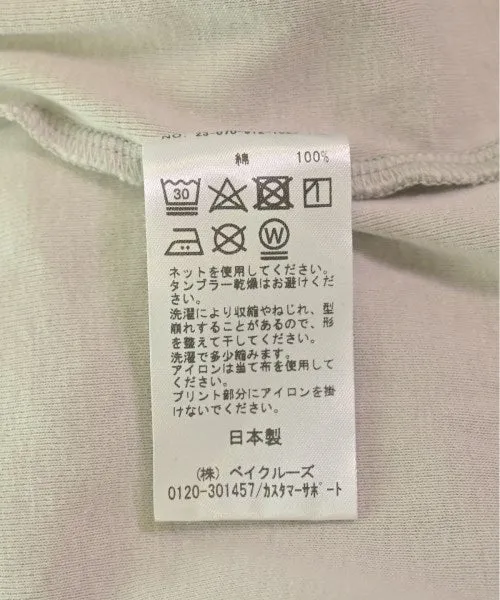 綿 100%
30
W
ネットを使用してください。
タンブラー乾燥はお避けくだ
さい。
洗濯により収縮やねじれ、型
崩れすることがあるので、形
を整えて干してください。
洗濯で多少縮みます。
アイロンは当て布を使用して
ください。
プリント部分にアイロンを掛
けないでください。
日本製
(株) ベイクルーズ
0120-301457/カスタマーサポート